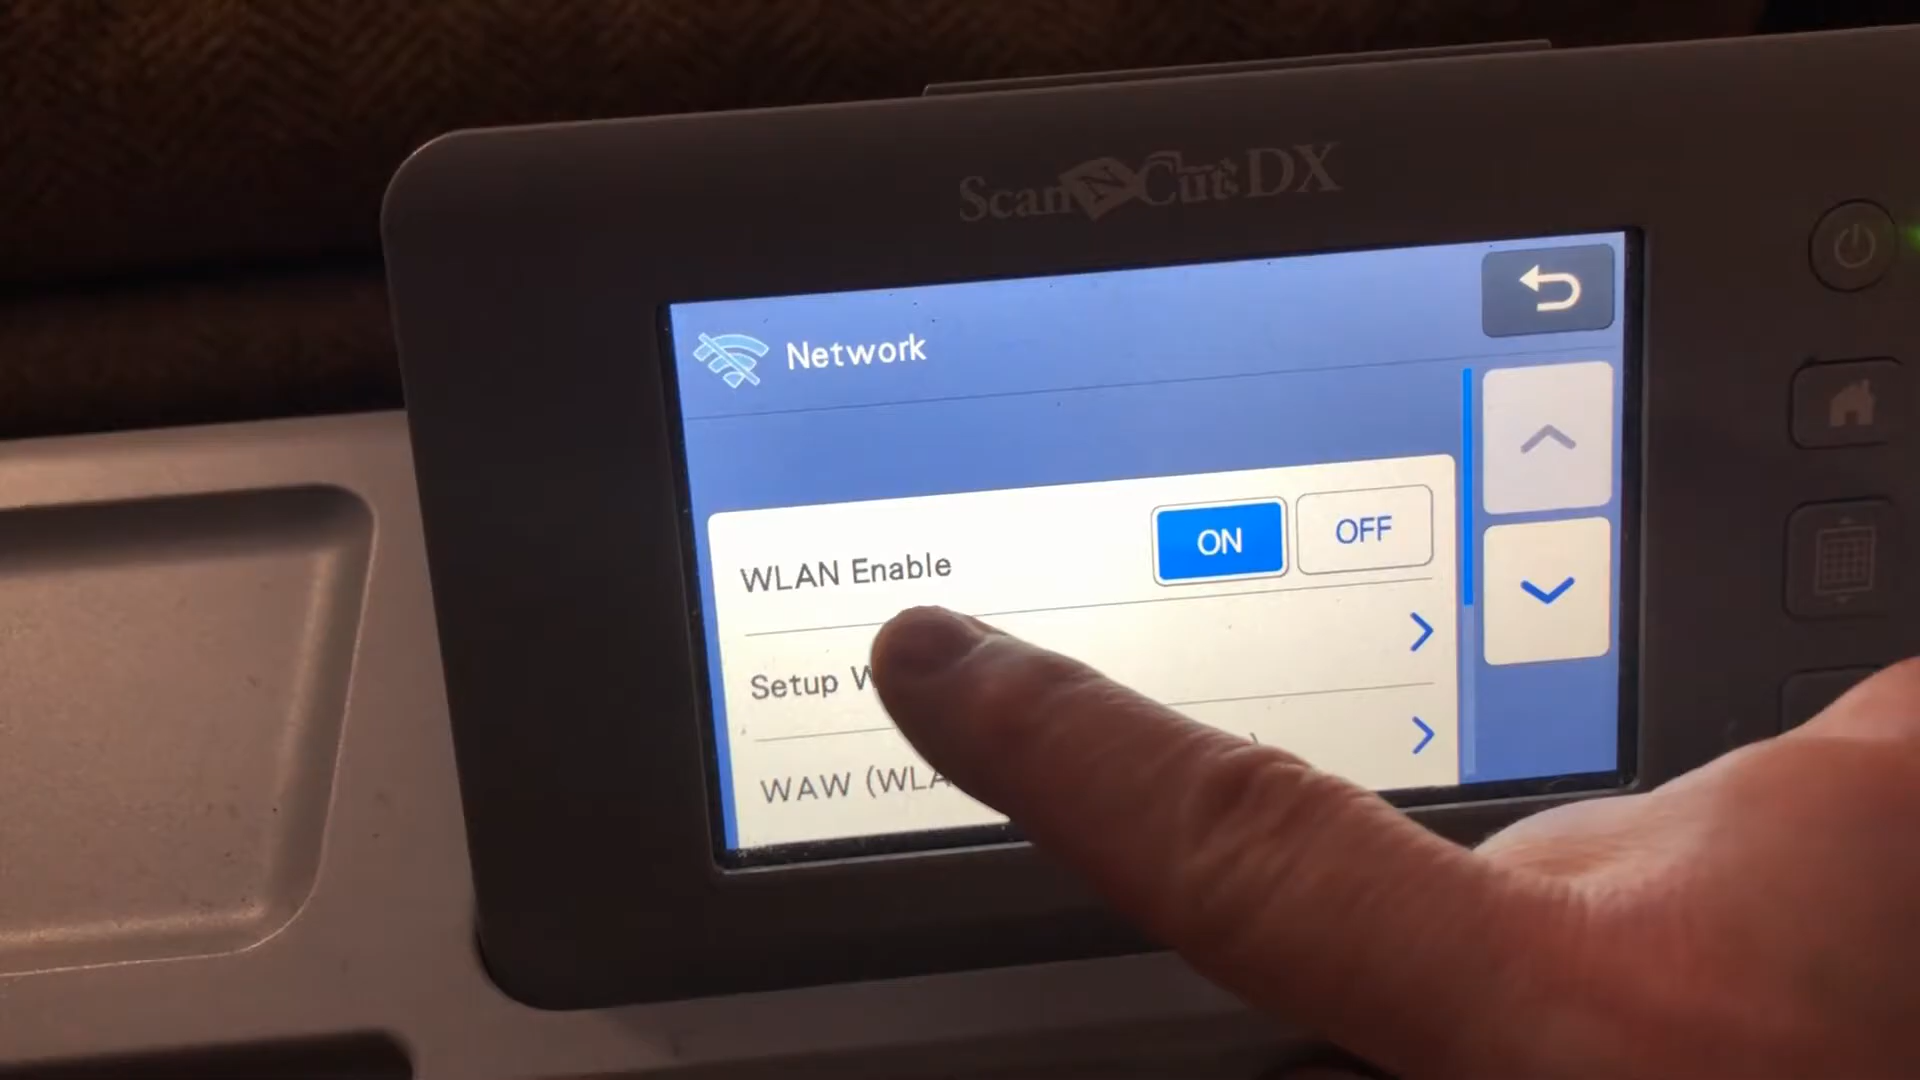 ScanNCut DX
Network
WLAN Enable
ON
OFF
Setup
WAW (WLA